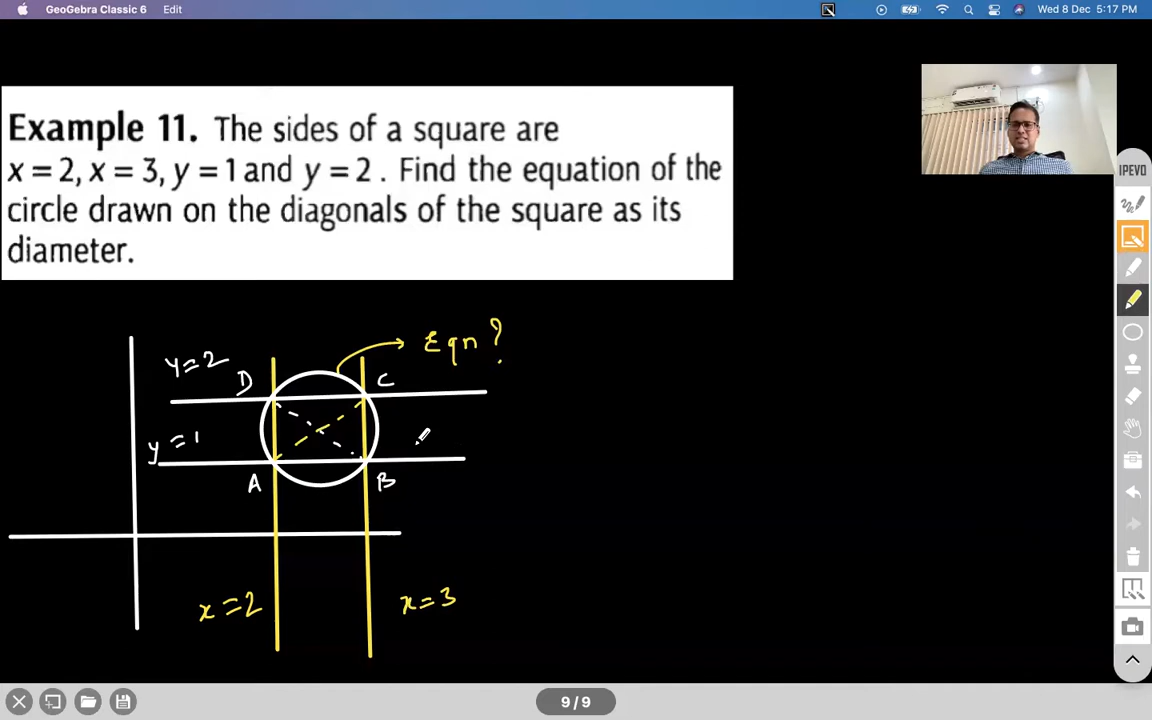 GeoGebra Classic 6 Edit Wed 8 Dec 5:17 PM
Example 11. The sides of a square are
x = 2, x = 3, y = 1 and y = 2 . Find the equation of the
circle drawn on the diagonals of the square as its
diameter.
IPEVO
Eqn ?
y = 2
D C
y = 1
A B
x = 2 x = 3
9 / 9